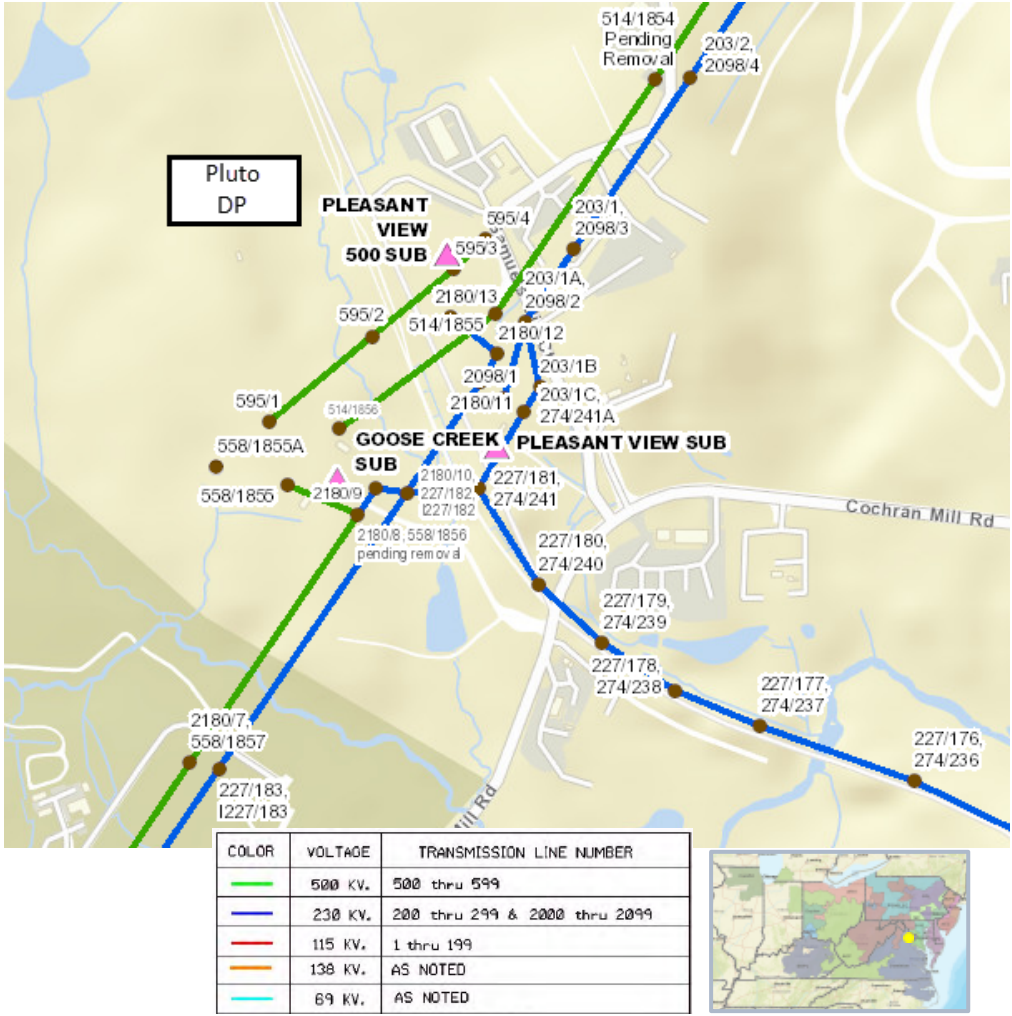 514/1854
Pending
Removal
203/2,
2098/4
Pluto
DP
PLEASANT
VIEW
500 SUB
595/4
595/3
203/1,
2098/3
203/1A,
2098/2
2180/13
514/1855
2180/12
595/2
2098/1
2180/11
203/1B
203/1C,
274/241A
595/1
514/1856
558/1855A
GOOSE CREEK
SUB
PLEASANT VIEW SUB
558/1855
2180/9
2180/10,
227/182,
I227/182
227/181,
274/241
Cochran Mill Rd
2180/8, 558/1856
pending removal
227/180,
274/240
227/179,
274/239
227/178,
274/238
227/177,
274/237
2180/7,
558/1857
227/176,
274/236
227/183,
I227/183
Mill Rd
COLOR VOLTAGE TRANSMISSION LINE NUMBER
500 KV. 500 thru 599
230 KV. 200 thru 299 & 2000 thru 2099
115 KV. 1 thru 199
138 KV. AS NOTED
69 KV. AS NOTED